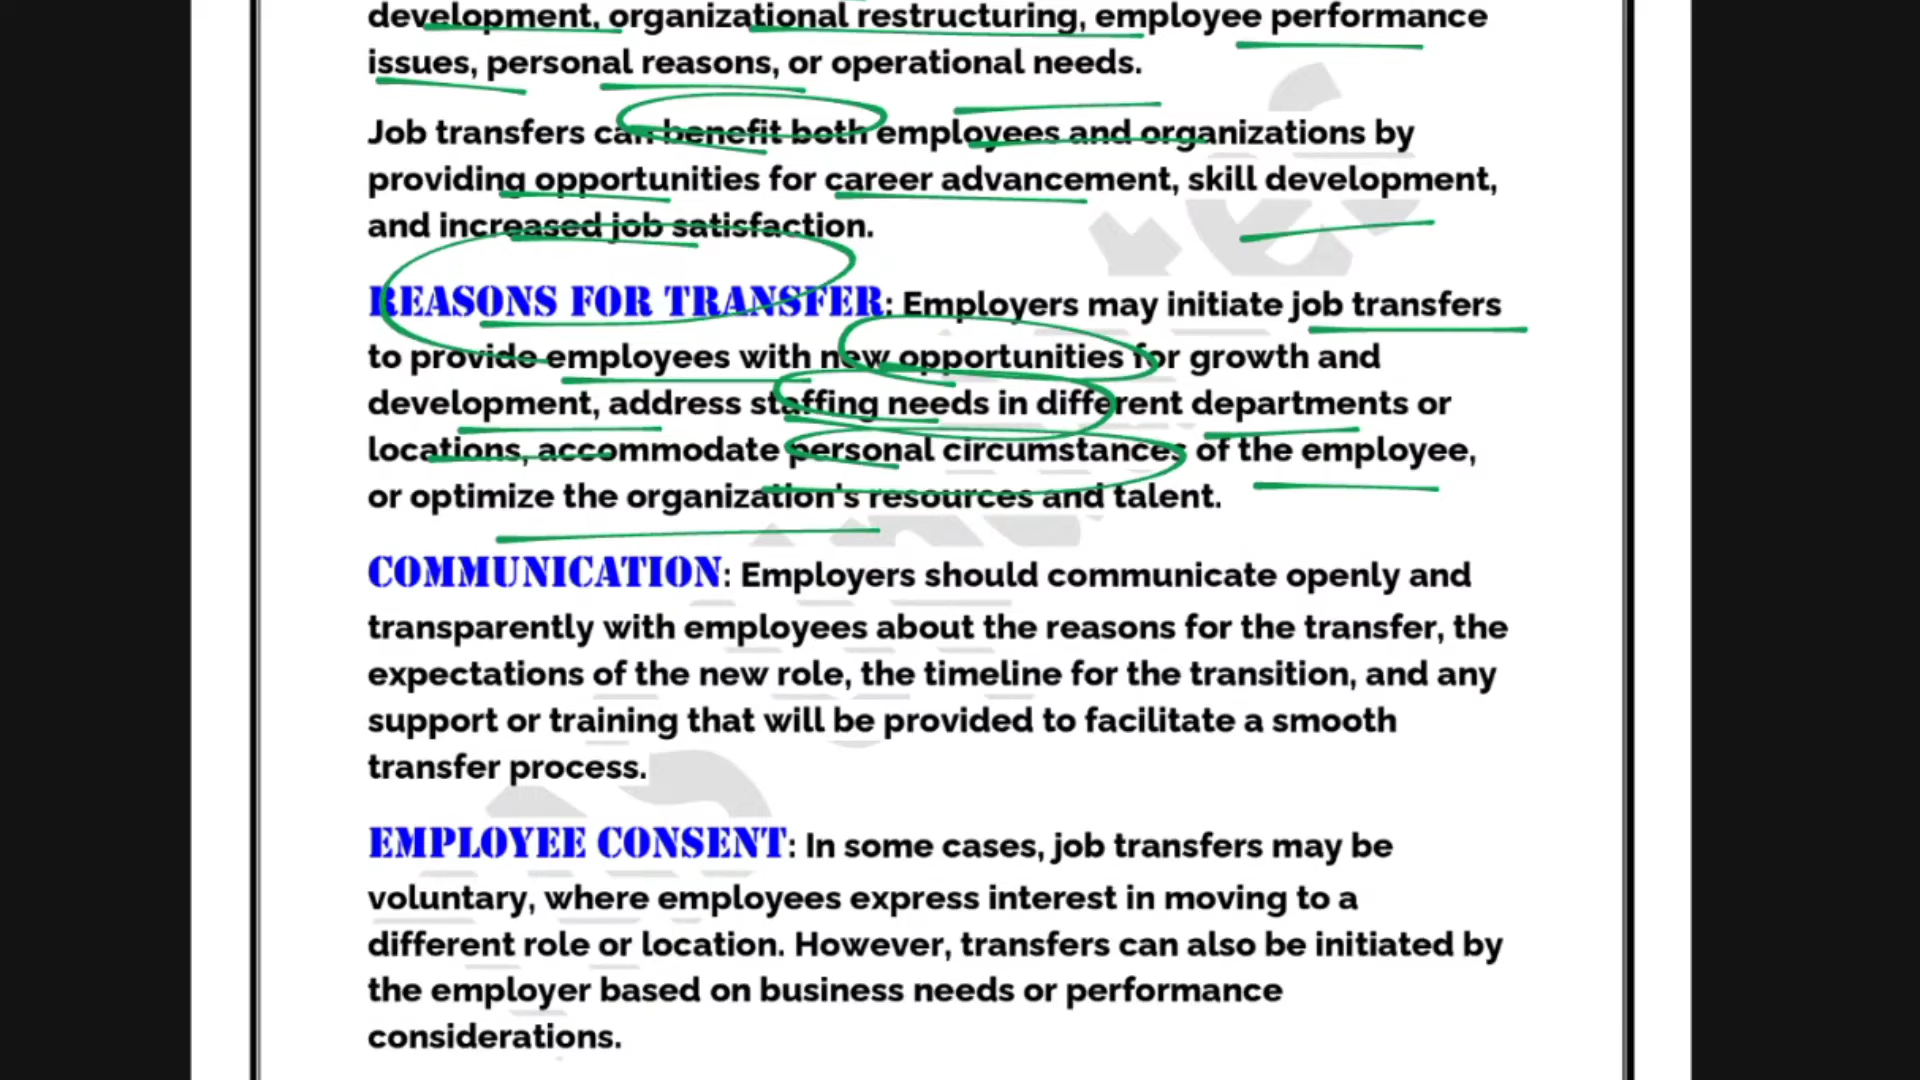 development, organizational restructuring, employee performance
issues, personal reasons, or operational needs.
Job transfers can benefit both employees and organizations by
providing opportunities for career advancement, skill development,
and increased job satisfaction.
REASONS FOR TRANSFER: Employers may initiate job transfers
to provide employees with new opportunities for growth and
development, address staffing needs in different departments or
locations, accommodate personal circumstances of the employee,
or optimize the organization's resources and talent.
COMMUNICATION: Employers should communicate openly and
transparently with employees about the reasons for the transfer, the
expectations of the new role, the timeline for the transition, and any
support or training that will be provided to facilitate a smooth
transfer process.
EMPLOYEE CONSENT: In some cases, job transfers may be
voluntary, where employees express interest in moving to a
different role or location. However, transfers can also be initiated by
the employer based on business needs or performance
considerations.